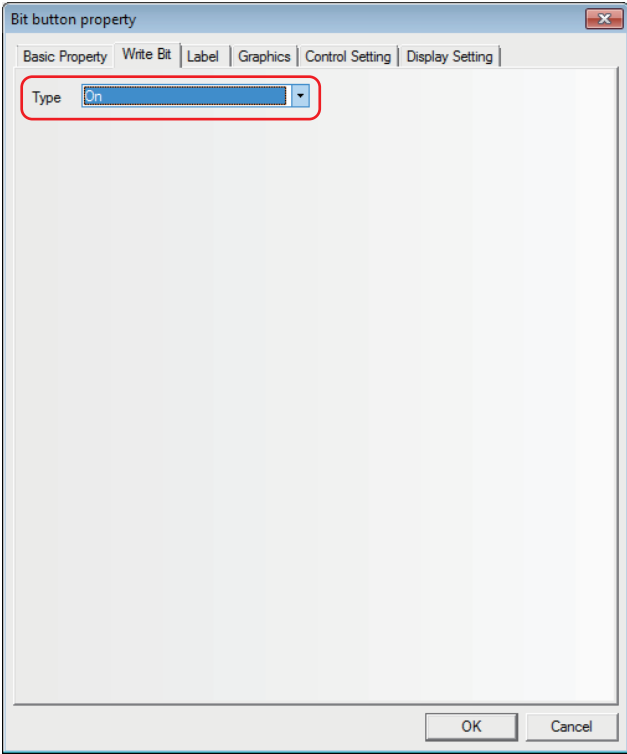 Bit button property
Basic Property Write Bit Label Graphics Control Setting Display Setting
Type On
OK Cancel